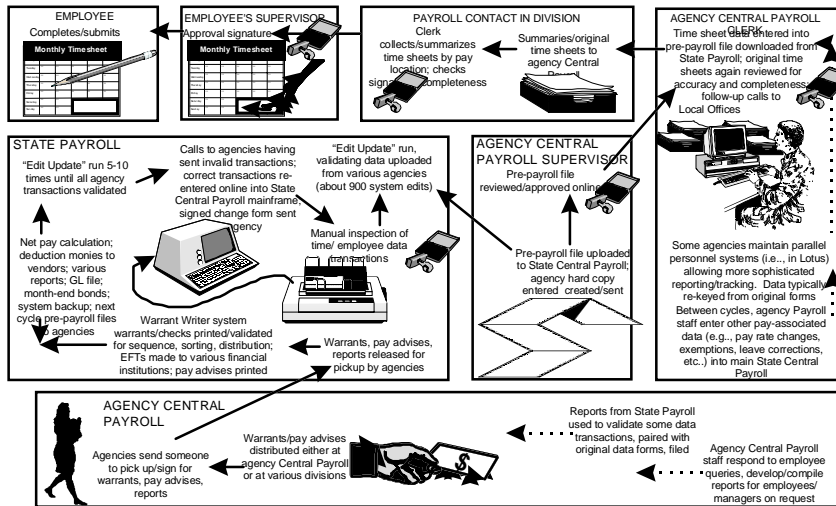 EMPLOYEE
Completes/submits
Monthly Timesheet
EMPLOYEE'S SUPERVISOR
Approval signature
Monthly Timesheet
PAYROLL CONTACT IN DIVISION
Clerk
collects/summarizes
time sheets by pay
location; checks
completeness
Summaries/original
time sheets to
agency Central
AGENCY CENTRAL PAYROLL
CLERK
Time sheet data entered into
pre-payroll file downloaded from
State Payroll; original time
sheets again reviewed for
accuracy and completeness
follow-up calls to
Local Offices
Some agencies maintain parallel
personnel systems (i.e., in Lotus)
allowing more sophisticated
reporting/tracking. Data typically
re-keyed from original forms
Between cycles, agency Payroll
staff enter other pay-associated
data (e.g., pay rate changes,
exemptions, leave corrections,
etc..) into main State Central
Payroll
STATE PAYROLL
"Edit Update" run 5-10
times until all agency
transactions validated
Calls to agencies having
sent invalid transactions;
correct transactions re-
entered online into State
Central Payroll mainframe;
signed change form sent
agency
"Edit Update" run,
validating data uploaded
from various agencies
(about 900 system edits)
Manual inspection of
time/ employee data
transactions
Net pay calculation;
deduction monies to
vendors; various
reports; GL file;
month-end bonds;
system backup; next
cycle pre-payroll files
agencies
Warrant Writer system
warrants/checks printed/validated
for sequence, sorting, distribution;
EFTs made to various financial
institutions; pay advises printed
Warrants, pay advises,
reports released for
pickup by agencies
AGENCY CENTRAL
PAYROLL SUPERVISOR
Pre-payroll file
reviewed/approved online
Pre-payroll file uploaded
to State Central Payroll;
agency hard copy
entered created/sent
AGENCY CENTRAL
PAYROLL
Agencies send someone
to pick up/sign for
warrants, pay advises,
reports
Warrants/pay advises
distributed either at
agency Central Payroll
or at various divisions
$
Reports from State Payroll
used to validate some data
transactions, paired with
original data forms, filed
Agency Central Payroll
staff respond to employee
queries, develop/compile
reports for employees/
managers on request